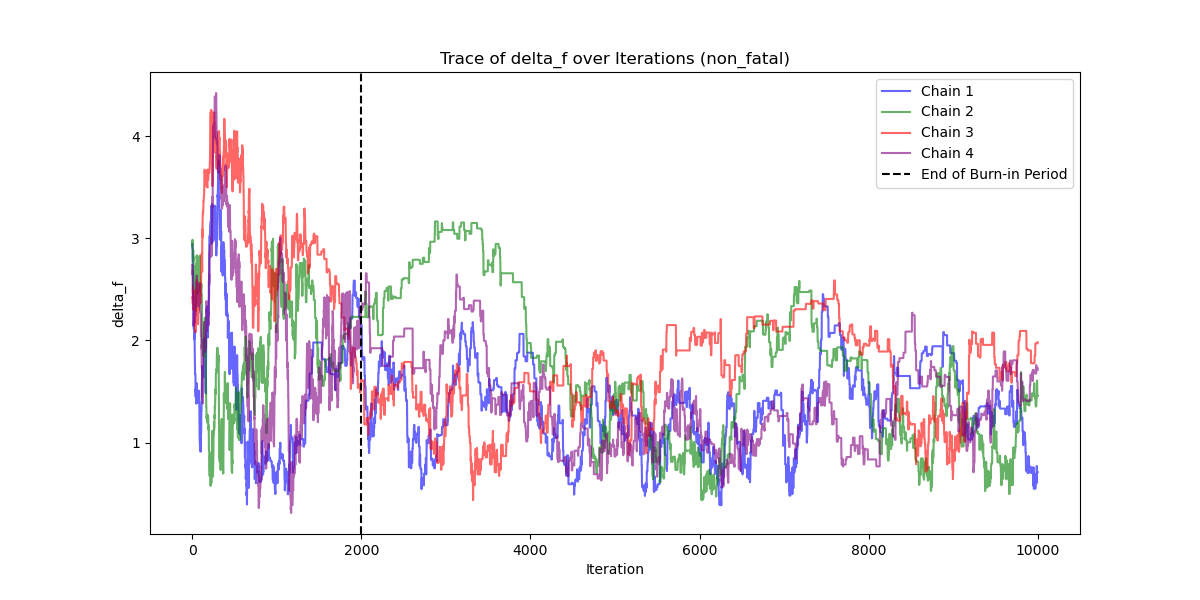 Trace of delta_f over Iterations (non_fatal)
Chain 1
Chain 2
Chain 3
Chain 4
End of Burn-in Period
4
3
2
1
delta_f
0
2000
4000
6000
8000
10000
Iteration